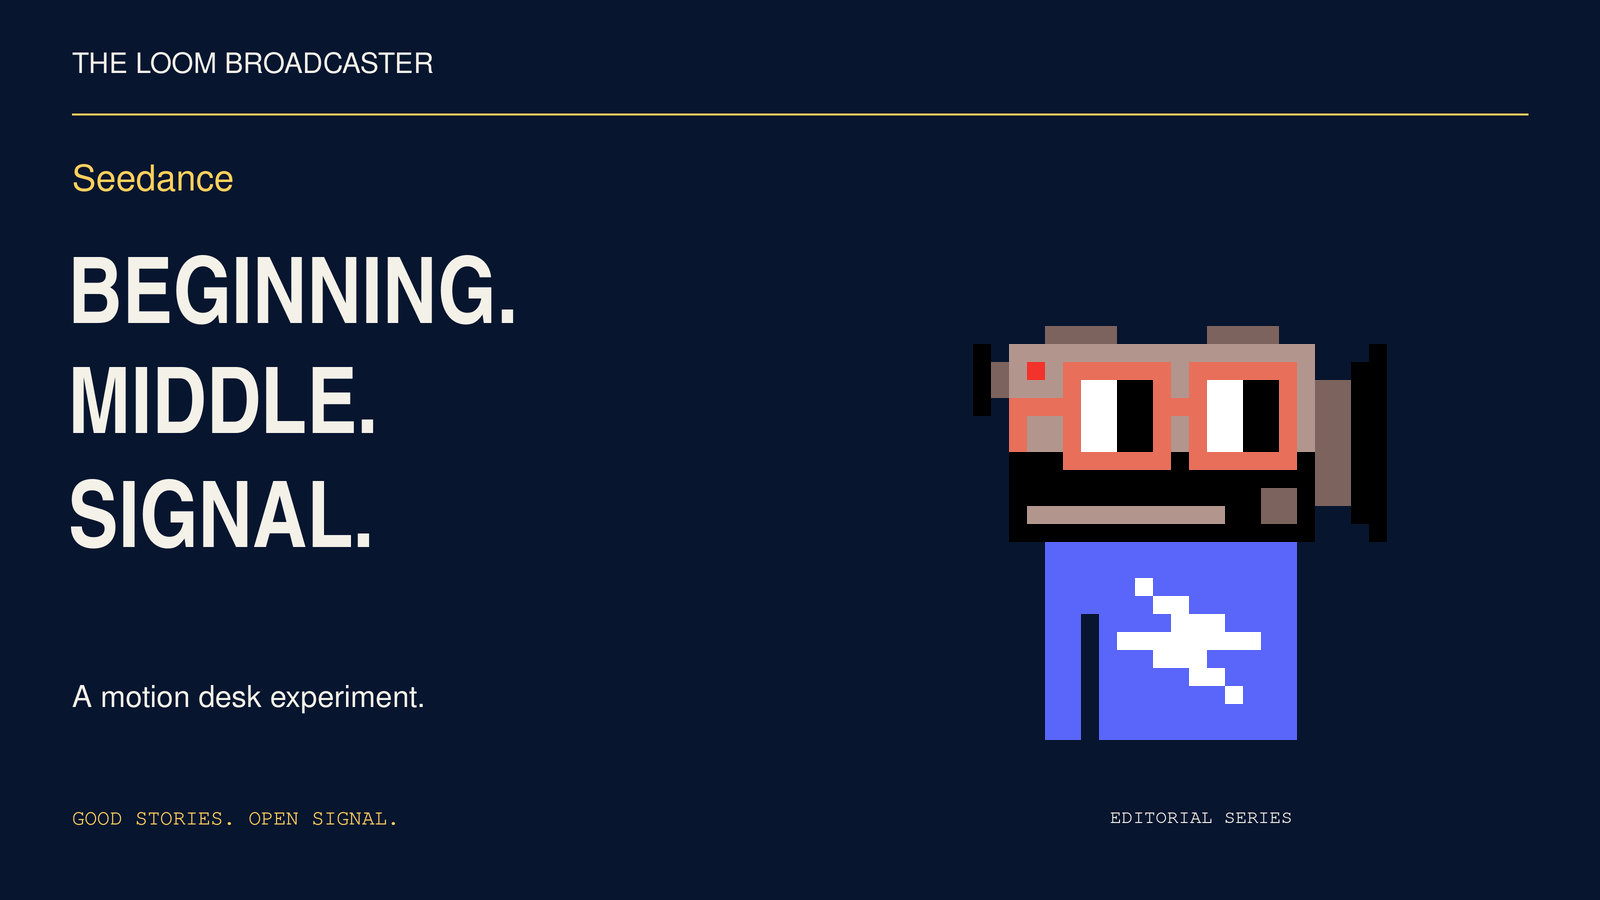 THE LOOM BROADCASTER
Seedance
BEGINNING.
MIDDLE.
SIGNAL.
A motion desk experiment.
GOOD STORIES. OPEN SIGNAL.
EDITORIAL SERIES